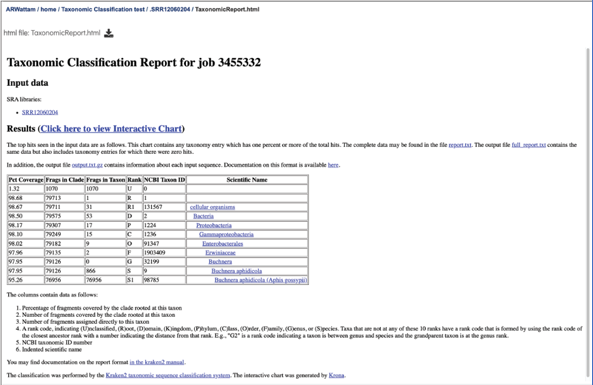 ARWattam / home / Taxonomic Classification test / .SRR12060204 / TaxonomicReport.html
html file: TaxonomicReport.html
Taxonomic Classification Report for job 3455332
Input data
SRA libraries:
SRR12060204
Results (Click here to view Interactive Chart)
The top hits seen in the input data are as follows. This chart contains any taxonomy entry which has one percent or more of the total hits. The complete data may be found in the file report.txt. The output file full_report.txt contains the
same data but also includes taxonomy entries for which there were zero hits.
In addition, the output file output.txt.gz contains information about each input sequence. Documentation on this format is available here.
Pct Coverage Frags in Clade Frags in Taxon Rank NCBI Taxon ID Scientific Name
1.32 1070 1070 U 0
98.68 79713 1 R 1
98.67 79711 31 R1 131567 cellular organisms
98.50 79575 53 D 2 Bacteria
98.17 79307 17 P 1224 Proteobacteria
98.10 79249 15 C 1236 Gammaproteobacteria
98.02 79182 9 O 91347 Enterobacterales
97.96 79135 2 F 1903409 Erwiniaceae
97.95 79126 0 G 32199 Buchnera
97.95 79126 866 S 9 Buchnera aphidicola
95.26 76956 76956 S1 98785 Buchnera aphidicola (Aphis gossypii)
The columns contain data as follows:
1. Percentage of fragments covered by the clade rooted at this taxon
2. Number of fragments covered by the clade rooted at this taxon
3. Number of fragments assigned directly to this taxon
4. A rank code, indicating (U)nclassified, (R)oot, (D)omain, (K)ingdom, (P)hylum, (C)lass, (O)rder, (F)amily, (G)enus, or (S)pecies. Taxa that are not at any of these 10 ranks have a rank code that is formed by using the rank code of
the closest ancestor rank with a number indicating the distance from that rank. E.g., "G2" is a rank code indicating a taxon is between genus and species and the grandparent taxon is at the genus rank.
5. NCBI taxonomic ID number
6. Indented scientific name
You may find documentation on the report format in the kraken2 manual.
The classification was performed by the Kraken2 taxonomic sequence classification system. The interactive chart was generated by Krona.